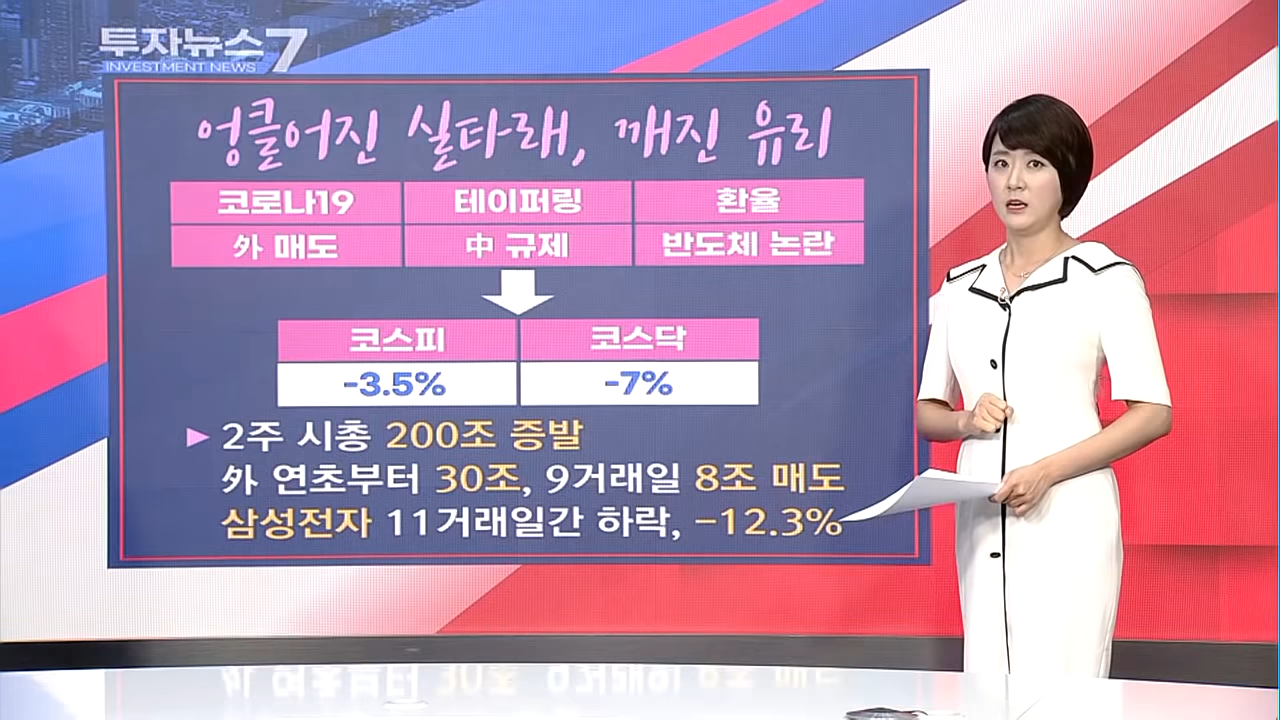 투자뉴스7
INVESTMENT NEWS
엉클어진 실타래, 깨진 유리
코로나19 테이퍼링 환율
外 매도 中 규제 반도체 논란
코스피 코스닥
-3.5% -7%
▶ 2주 시총 200조 증발
外 연초부터 30조, 9거래일 8조 매도
삼성전자 11거래일간 하락, -12.3%